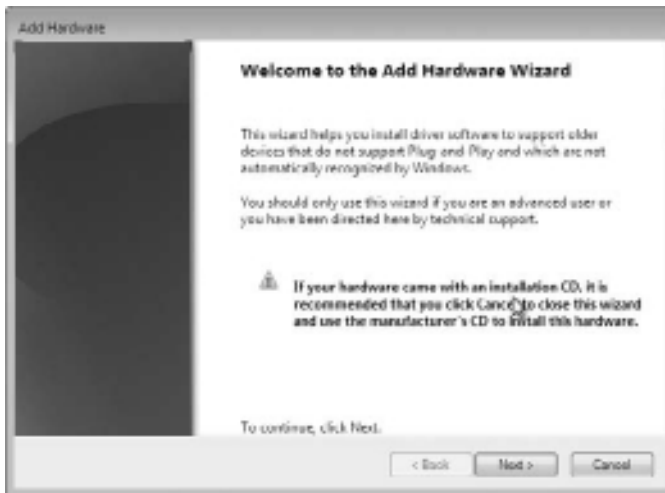 Add Hardware
Welcome to the Add Hardware Wizard
This wizard helps you install driver software to support older
devices that do not support Plug-and-Play and which are not
automatically recognized by Windows.
You should only use this wizard if you are an advanced user or
you have been directed here by technical support.
If your hardware came with an installation CD, it is
recommended that you click Cancel to close this wizard
and use the manufacturer's CD to install this hardware.
To continue, click Next.
< Back
Next >
Cancel